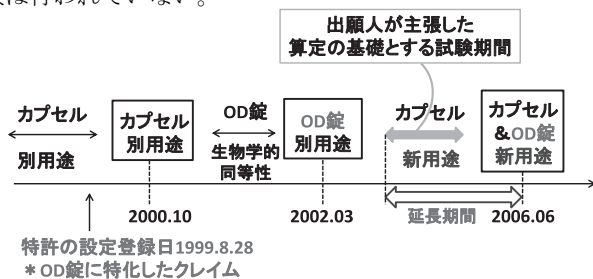 は行われていない。
出願人が主張した
算定の基礎とする試験期間
カプセル
別用途
カプセル
別用途
OD錠
生物学的
同等性
OD錠
別用途
カプセル
新用途
カプセル
&OD錠
新用途
2000.10
2002.03
延長期間
2006.06
特許の設定登録日1999.8.28
＊OD錠に特化したクレイム